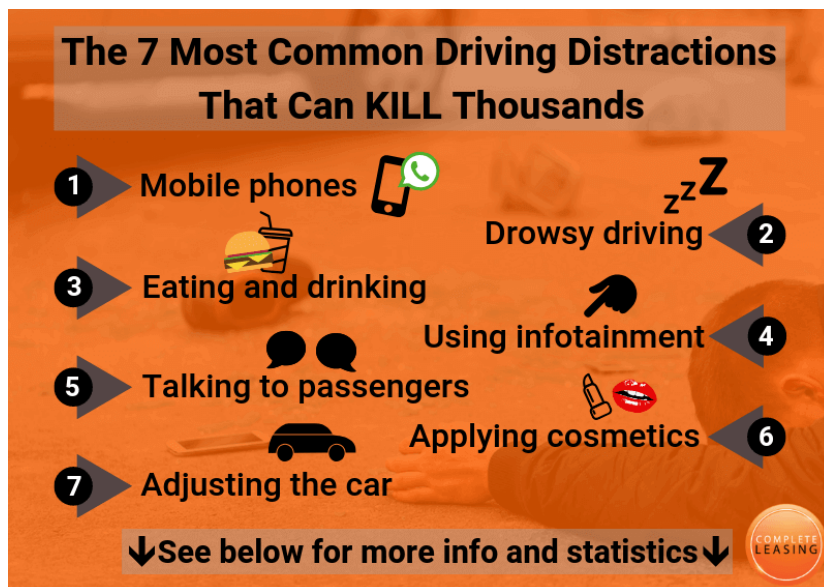 The 7 Most Common Driving Distractions
That Can KILL Thousands
1 Mobile phones
zzZ
Drowsy driving 2
3 Eating and drinking
Using infotainment 4
5 Talking to passengers
Applying cosmetics 6
7 Adjusting the car
↓See below for more info and statistics↓
COMPLETE
LEASING